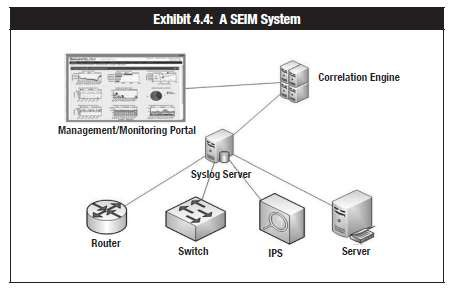 Exhibit 4.4: A SEIM System
Correlation Engine
Management/Monitoring Portal
Syslog Server
Router
Switch
IPS
Server